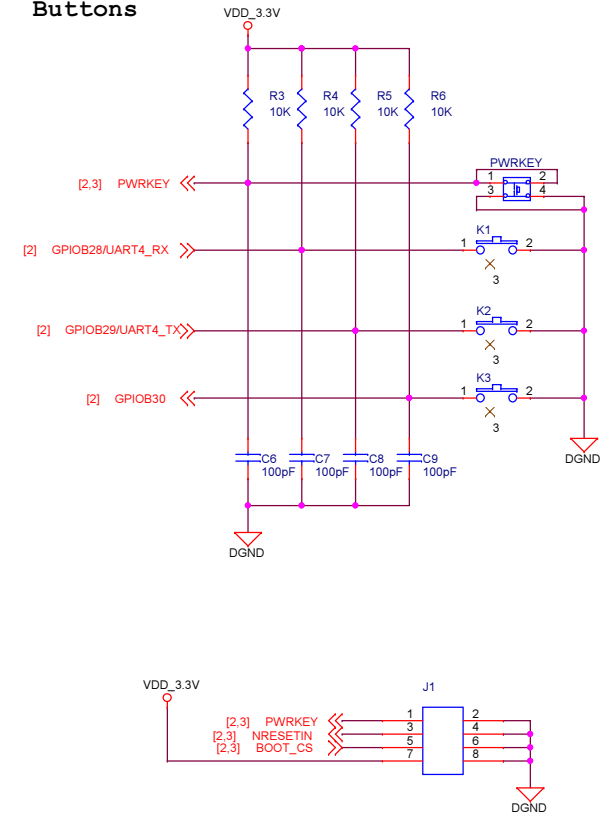 Buttons
VDD_3.3V
R3 R4 R5 R6
10K 10K 10K 10K
PWRKEY
1 2
[2,3] PWRKEY
3 4
K1
[2] GPIOB28/UART4_RX
1 2
3
K2
[2] GPIOB29/UART4_TX
1 2
3
K3
[2] GPIOB30
1 2
3
C6 C7 C8 C9
100pF 100pF 100pF 100pF
DGND
DGND
VDD_3.3V
J1
[2,3] PWRKEY 1 2
[2,3] NRESETIN 3 4
[2,3] BOOT_CS 5 6
7 8
DGND